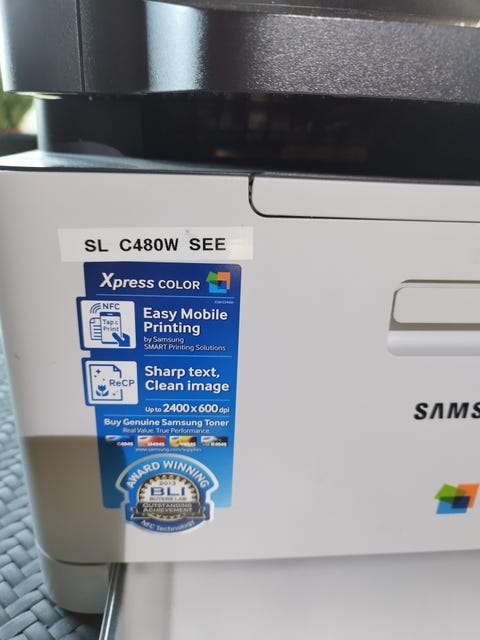 SL C480W SEE
Xpress COLOR
NFC
Tap &
Print
Easy Mobile
Printing
by Samsung
SMART Printing Solutions
ReCP
Sharp text,
Clean image
Up to 2400 x 600 dpi
Buy Genuine Samsung Toner
Real Value. True Performance.
www.samsung.com/supplies
AWARD WINNING
2013
BLI
BUYERS LAB
OUTSTANDING
ACHIEVEMENT
NFC Technology
SAMS